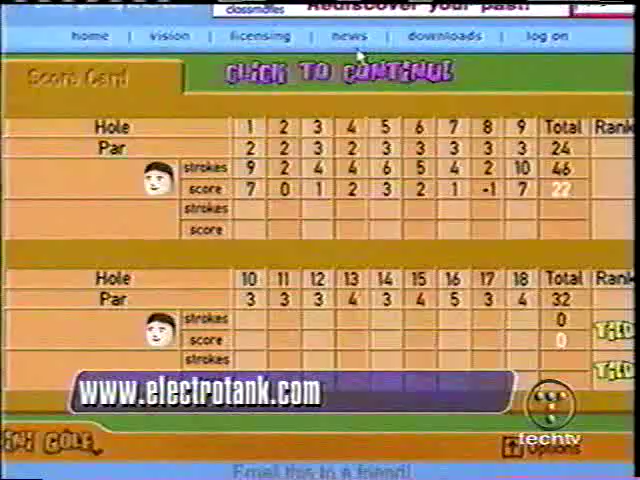 classmates Rediscover your past!
home | vision | licensing | news | downloads | log on
Score Card
CLICK TO CONTINUE
Hole 1 2 3 4 5 6 7 8 9 Total Rank
Par 2 2 3 2 3 3 3 3 3 24
strokes 9 2 4 4 6 5 4 2 10 46
score 7 0 1 2 3 2 1 -1 7 22
strokes
score
Hole 10 11 12 13 14 15 16 17 18 Total Rank
Par 3 3 3 4 3 4 5 3 4 32
strokes 0
score 0
strokes
www.electrotank.com
techtv
INI GOLF
Options
Email this to a friend!